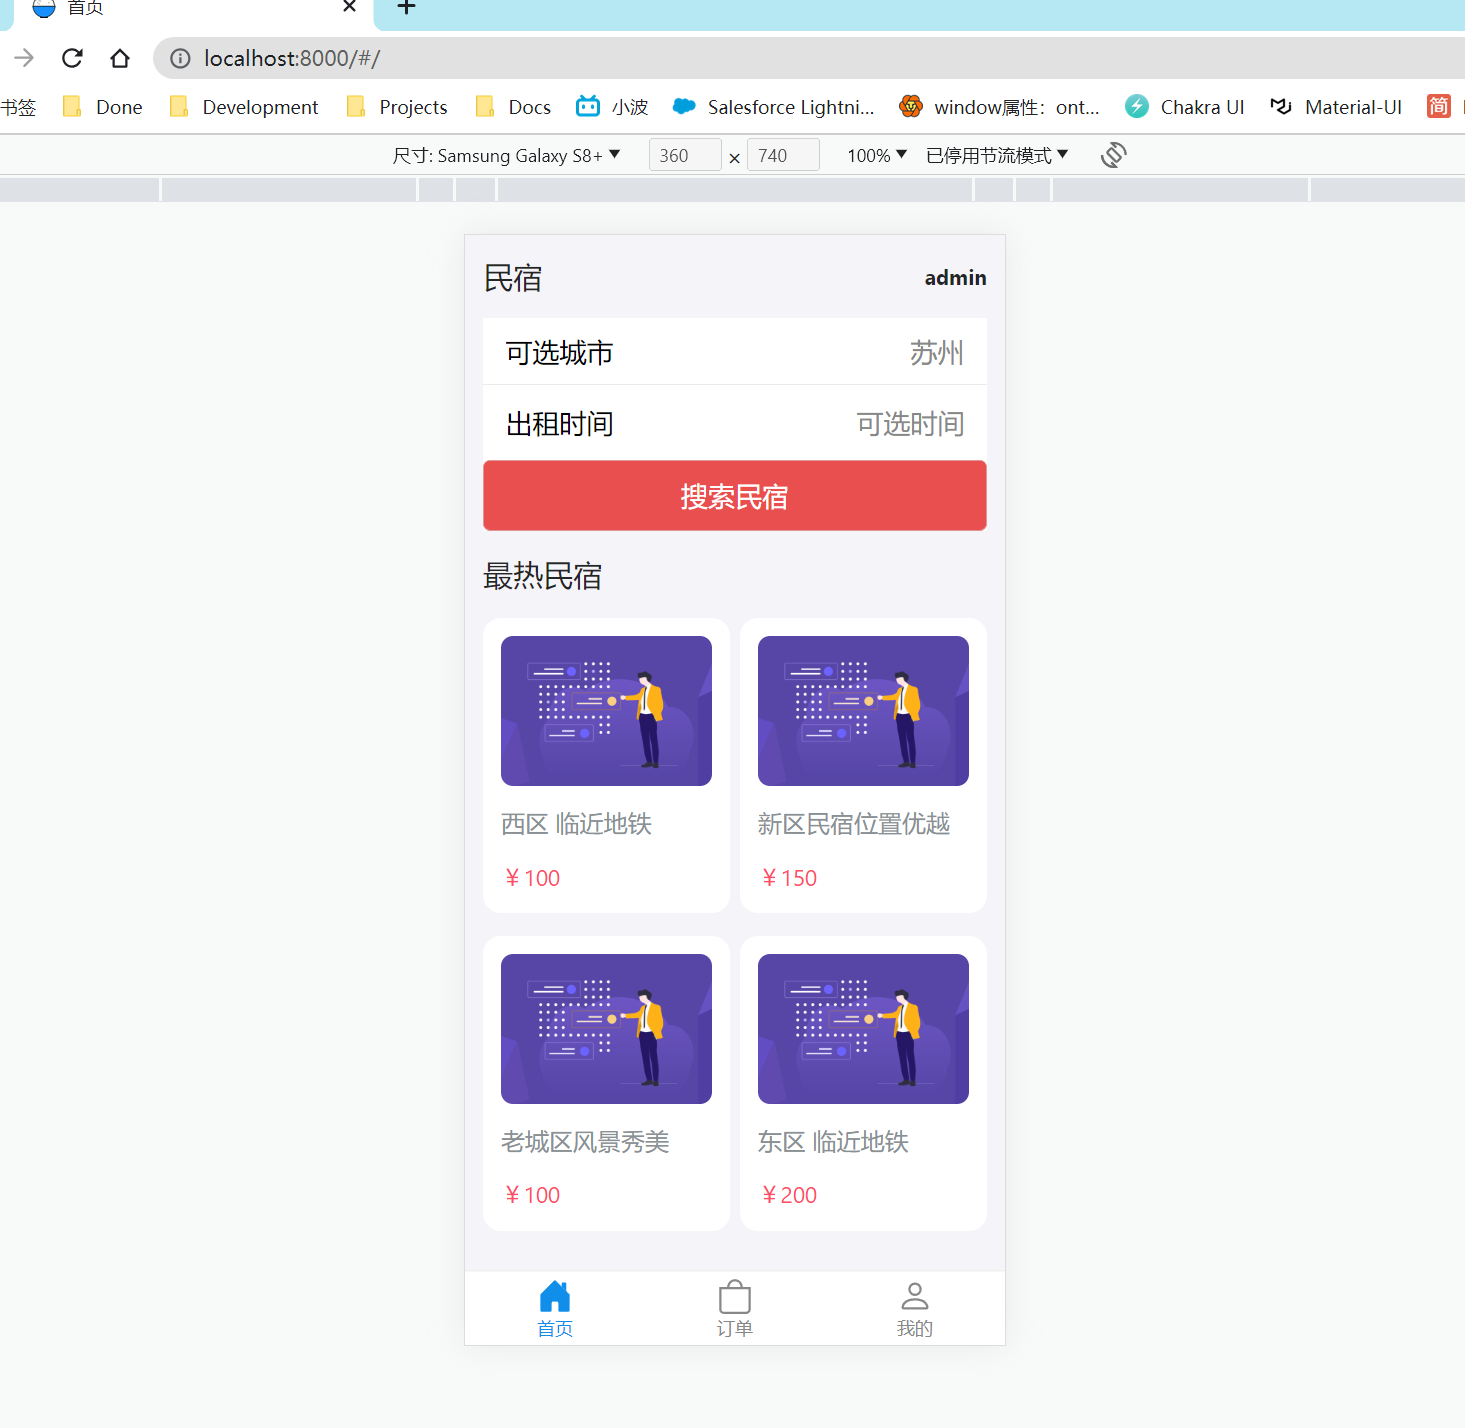 首页
localhost:8000/#/
书签 Done Development Projects Docs 小波 Salesforce Lightni... window属性：ont... Chakra UI Material-UI 简
尺寸: Samsung Galaxy S8+ 360 × 740 100% 已停用节流模式
民宿 admin
可选城市 苏州
出租时间 可选时间
搜索民宿
最热民宿
西区 临近地铁 新区民宿位置优越
￥100 ￥150
老城区风景秀美 东区 临近地铁
￥100 ￥200
首页 订单 我的